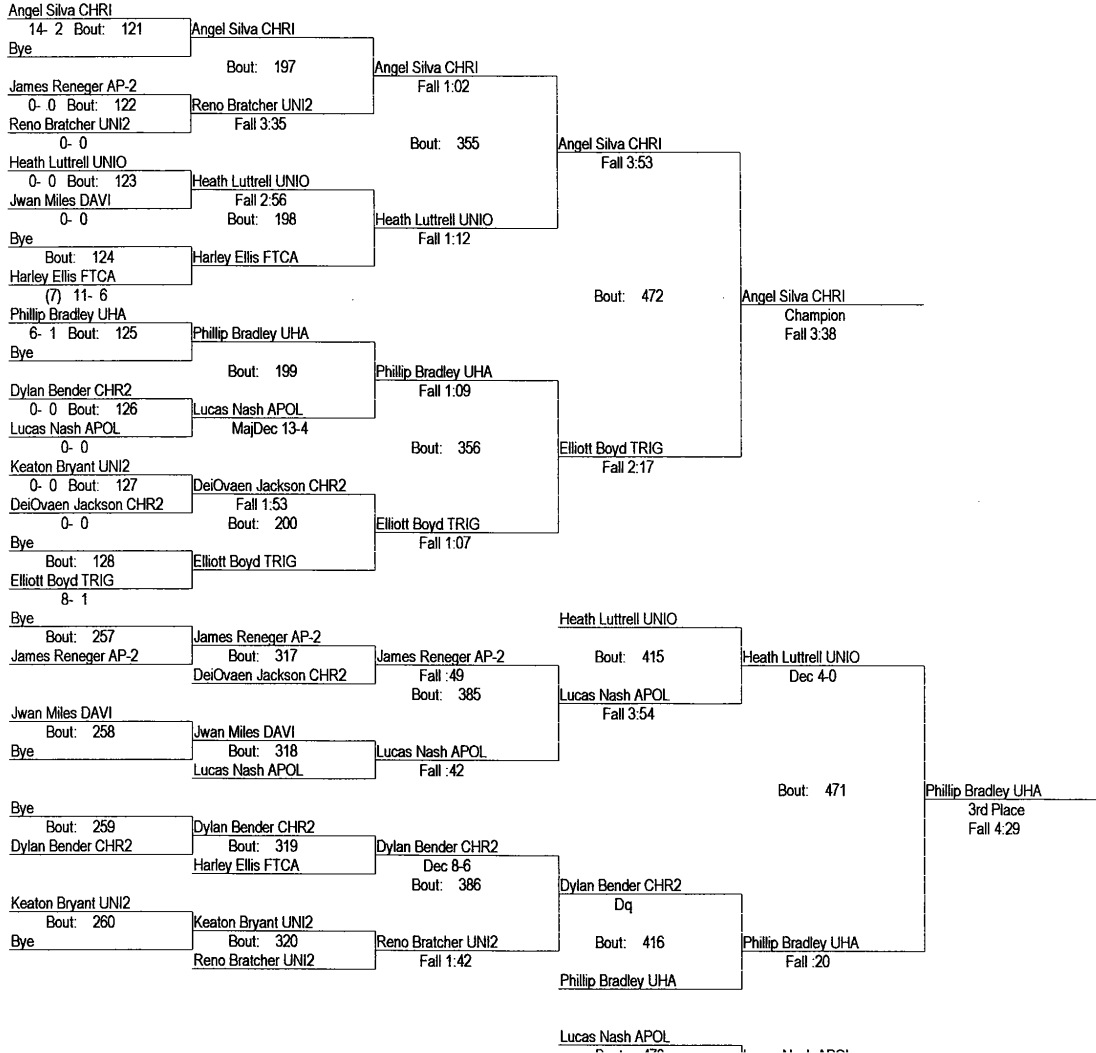 Angel Silva CHRI
14- 2 Bout: 121
Angel Silva CHRI
Bye
Bout: 197
Angel Silva CHRI
Fall 1:02
James Reneger AP-2
0- 0 Bout: 122
Reno Bratcher UNI2
Reno Bratcher UNI2
Fall 3:35
0- 0
Bout: 355
Angel Silva CHRI
Fall 3:53
Heath Luttrell UNIO
0- 0 Bout: 123
Heath Luttrell UNIO
Jwan Miles DAVI
Fall 2:56
0- 0
Bout: 198
Heath Luttrell UNIO
Fall 1:12
Bye
Bout: 124
Harley Ellis FTCA
Harley Ellis FTCA
(7) 11- 6
Bout: 472
Angel Silva CHRI
Champion
Fall 3:38
Phillip Bradley UHA
6- 1 Bout: 125
Phillip Bradley UHA
Bye
Bout: 199
Phillip Bradley UHA
Fall 1:09
Dylan Bender CHR2
0- 0 Bout: 126
Lucas Nash APOL
Lucas Nash APOL
MajDec 13-4
0- 0
Bout: 356
Elliott Boyd TRIG
Fall 2:17
Keaton Bryant UNI2
0- 0 Bout: 127
DeiOvaen Jackson CHR2
DeiOvaen Jackson CHR2
Fall 1:53
0- 0
Bout: 200
Elliott Boyd TRIG
Fall 1:07
Bye
Bout: 128
Elliott Boyd TRIG
Elliott Boyd TRIG
8- 1
Bye
Bout: 257
James Reneger AP-2
James Reneger AP-2
Bout: 317
DeiOvaen Jackson CHR2
James Reneger AP-2
Fall :49
Bout: 385
Heath Luttrell UNIO
Bout: 415
Lucas Nash APOL
Fall 3:54
Heath Luttrell UNIO
Dec 4-0
Jwan Miles DAVI
Bout: 258
Bye
Jwan Miles DAVI
Bout: 318
Lucas Nash APOL
Lucas Nash APOL
Fall :42
Bout: 471
Phillip Bradley UHA
3rd Place
Fall 4:29
Bye
Bout: 259
Dylan Bender CHR2
Dylan Bender CHR2
Bout: 319
Harley Ellis FTCA
Dylan Bender CHR2
Dec 8-6
Bout: 386
Dylan Bender CHR2
Dq
Keaton Bryant UNI2
Bout: 260
Bye
Keaton Bryant UNI2
Bout: 320
Reno Bratcher UNI2
Reno Bratcher UNI2
Fall 1:42
Bout: 416
Phillip Bradley UHA
Phillip Bradley UHA
Fall :20
Lucas Nash APOL